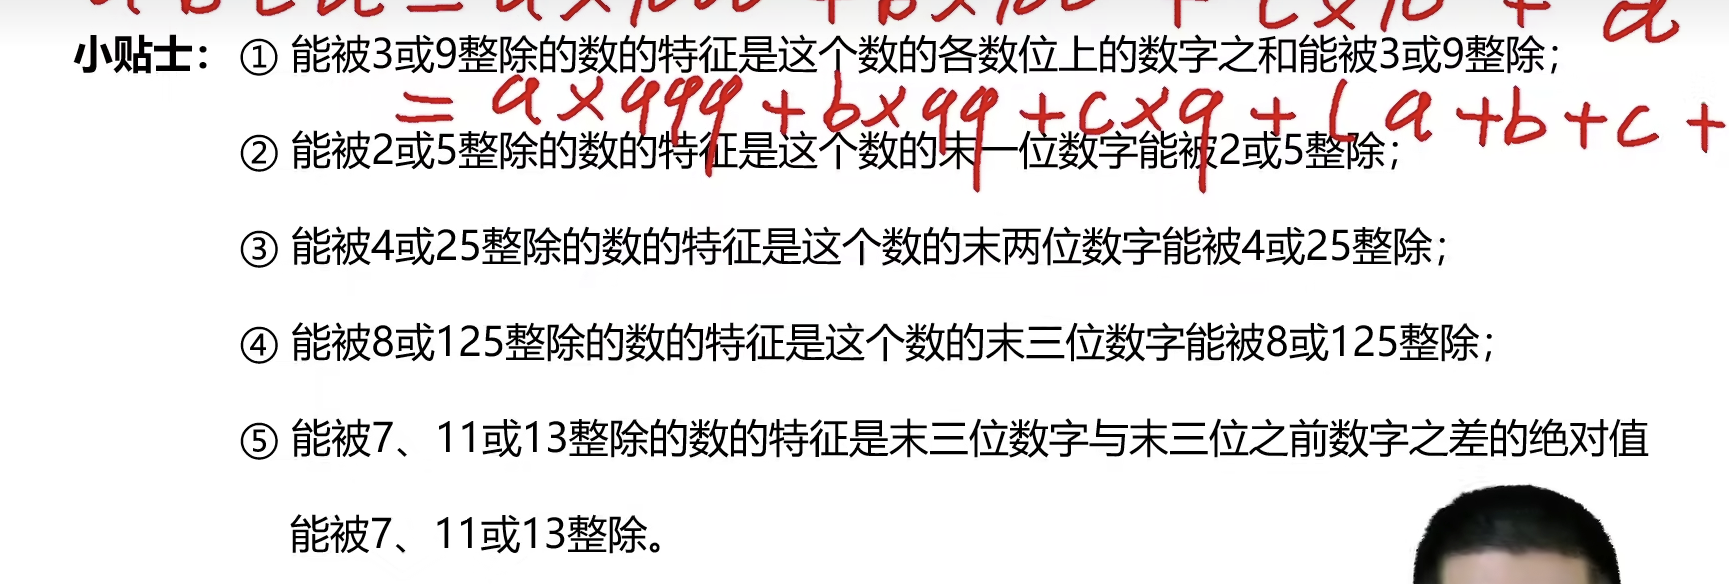 abcd=a×1000+b×100+c×10+d
小贴士：① 能被3或9整除的数的特征是这个数的各数位上的数字之和能被3或9整除；
=a×999+b×99+c×9+(a+b+c+
② 能被2或5整除的数的特征是这个数的末一位数字能被2或5整除；
③ 能被4或25整除的数的特征是这个数的末两位数字能被4或25整除；
④ 能被8或125整除的数的特征是这个数的末三位数字能被8或125整除；
⑤ 能被7、11或13整除的数的特征是末三位数字与末三位之前数字之差的绝对值
能被7、11或13整除。